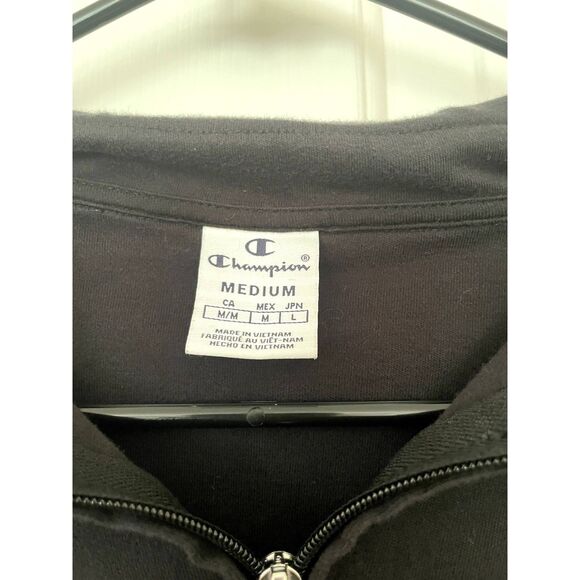 Champion®
MEDIUM
CA MEX JPN
M/M M L
MADE IN VIETNAM
FABRIQUÉ AU VIÊT-NAM
HECHO EN VIETNAM